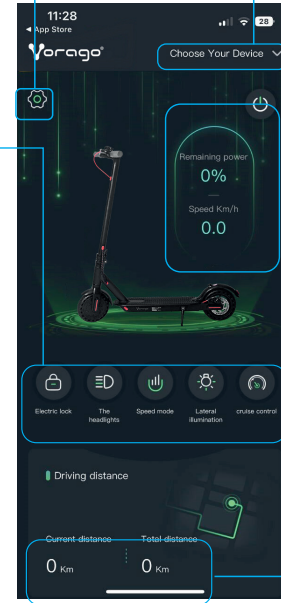 11:28
28
App Store
Vorago®
Choose Your Device
Remaining power
0%
Speed Km/h
0.0
Electric lock
The headlights
Speed mode
Lateral illumination
cruise control
Driving distance
Current distance
Total distance
0 Km
0 Km